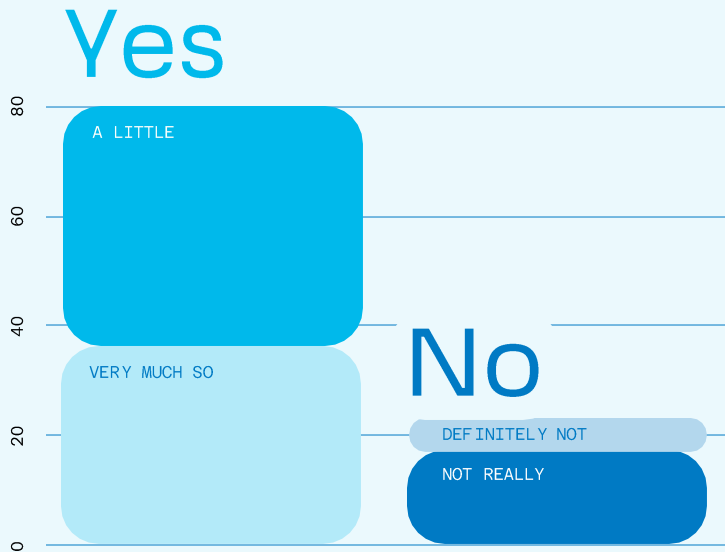 Yes
80
A LITTLE
60
40
No
VERY MUCH SO
20
DEFINITELY NOT
NOT REALLY
0